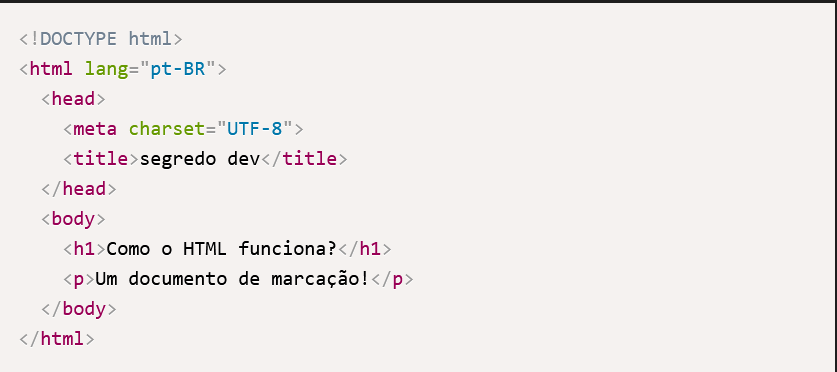 <!DOCTYPE html>
<html lang="pt-BR">
  <head>
    <meta charset="UTF-8">
    <title>segredo dev</title>
  </head>
  <body>
    <h1>Como o HTML funciona?</h1>
    <p>Um documento de marcação!</p>
  </body>
</html>